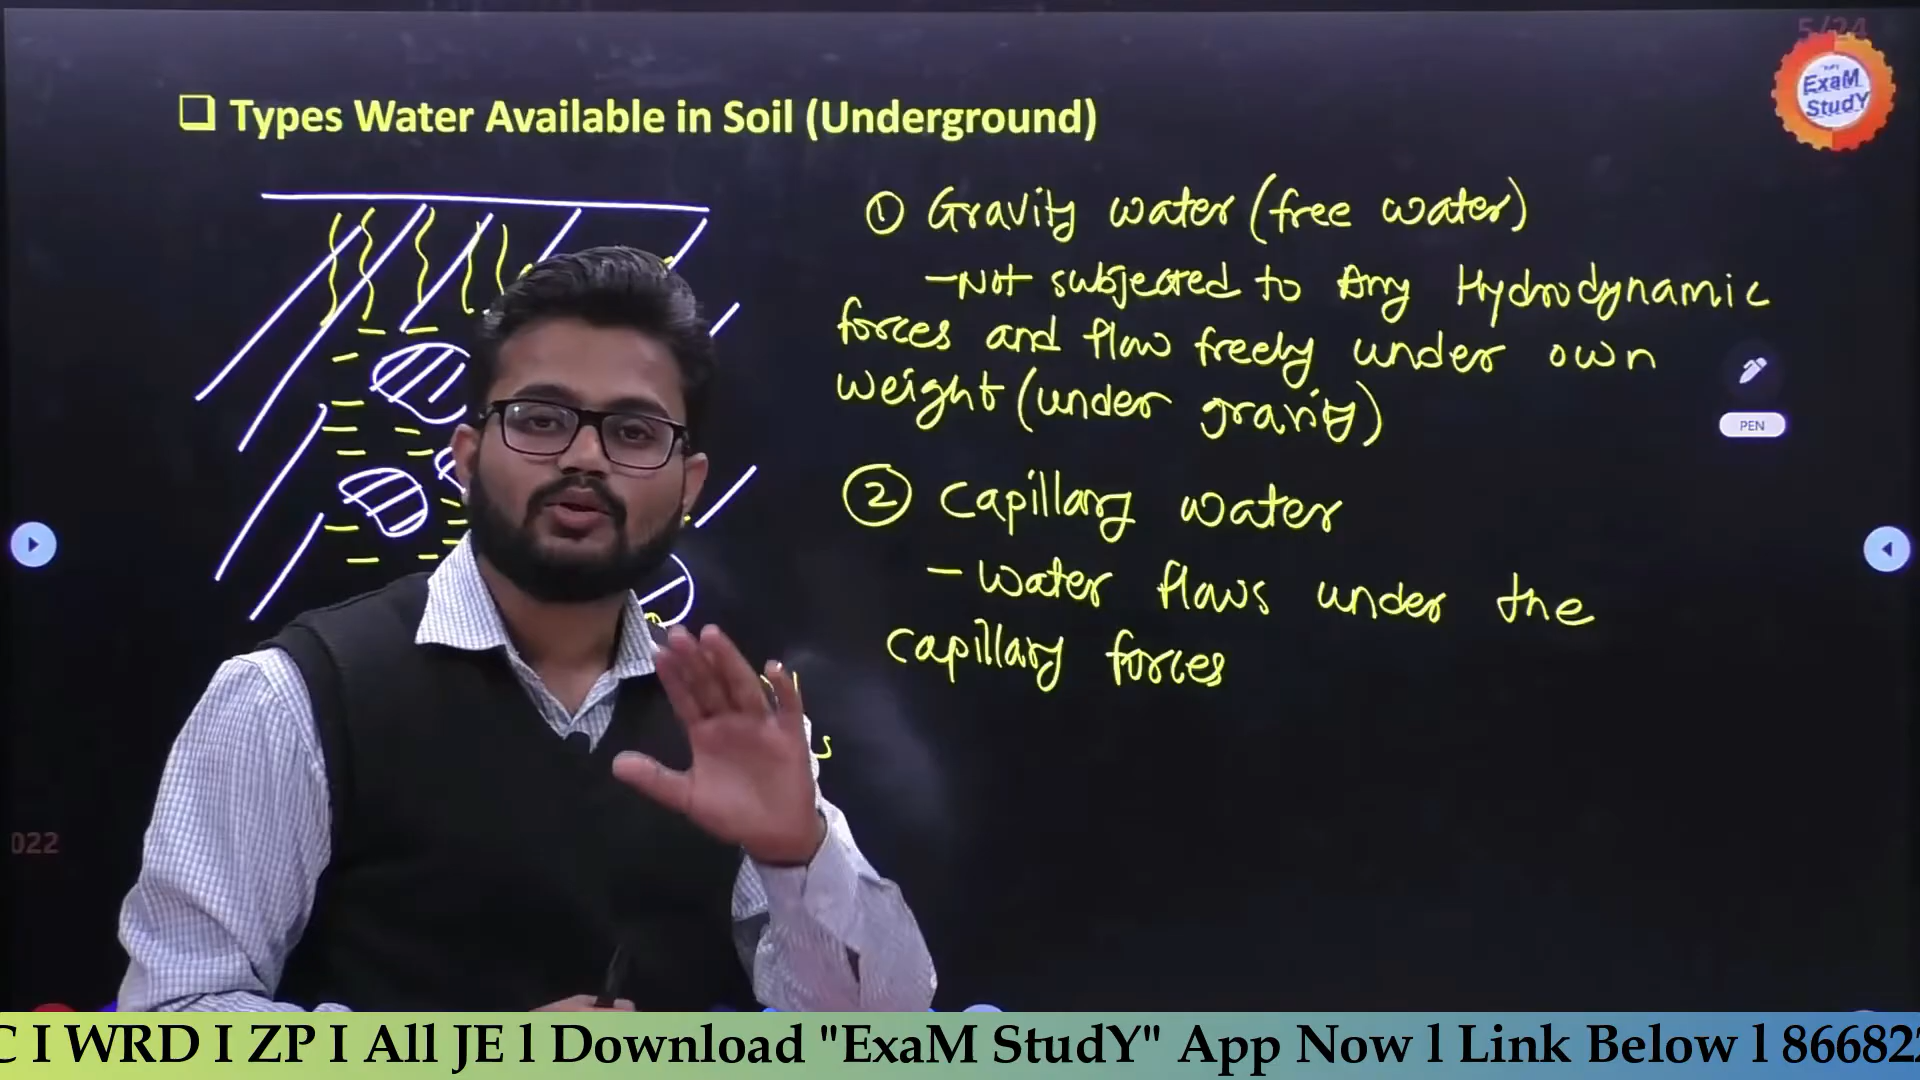 5/24
ExaM
StudY
❑ Types Water Available in Soil (Underground)
① Gravity water (free water)
- Not subjected to Any Hydrodynamic
forces and flow freely under own
weight (under gravity)
② Capillary water
- Water flows under the
capillary forces
PEN
s
022
C I WRD I ZP I All JE l Download "ExaM StudY" App Now l Link Below l 86682